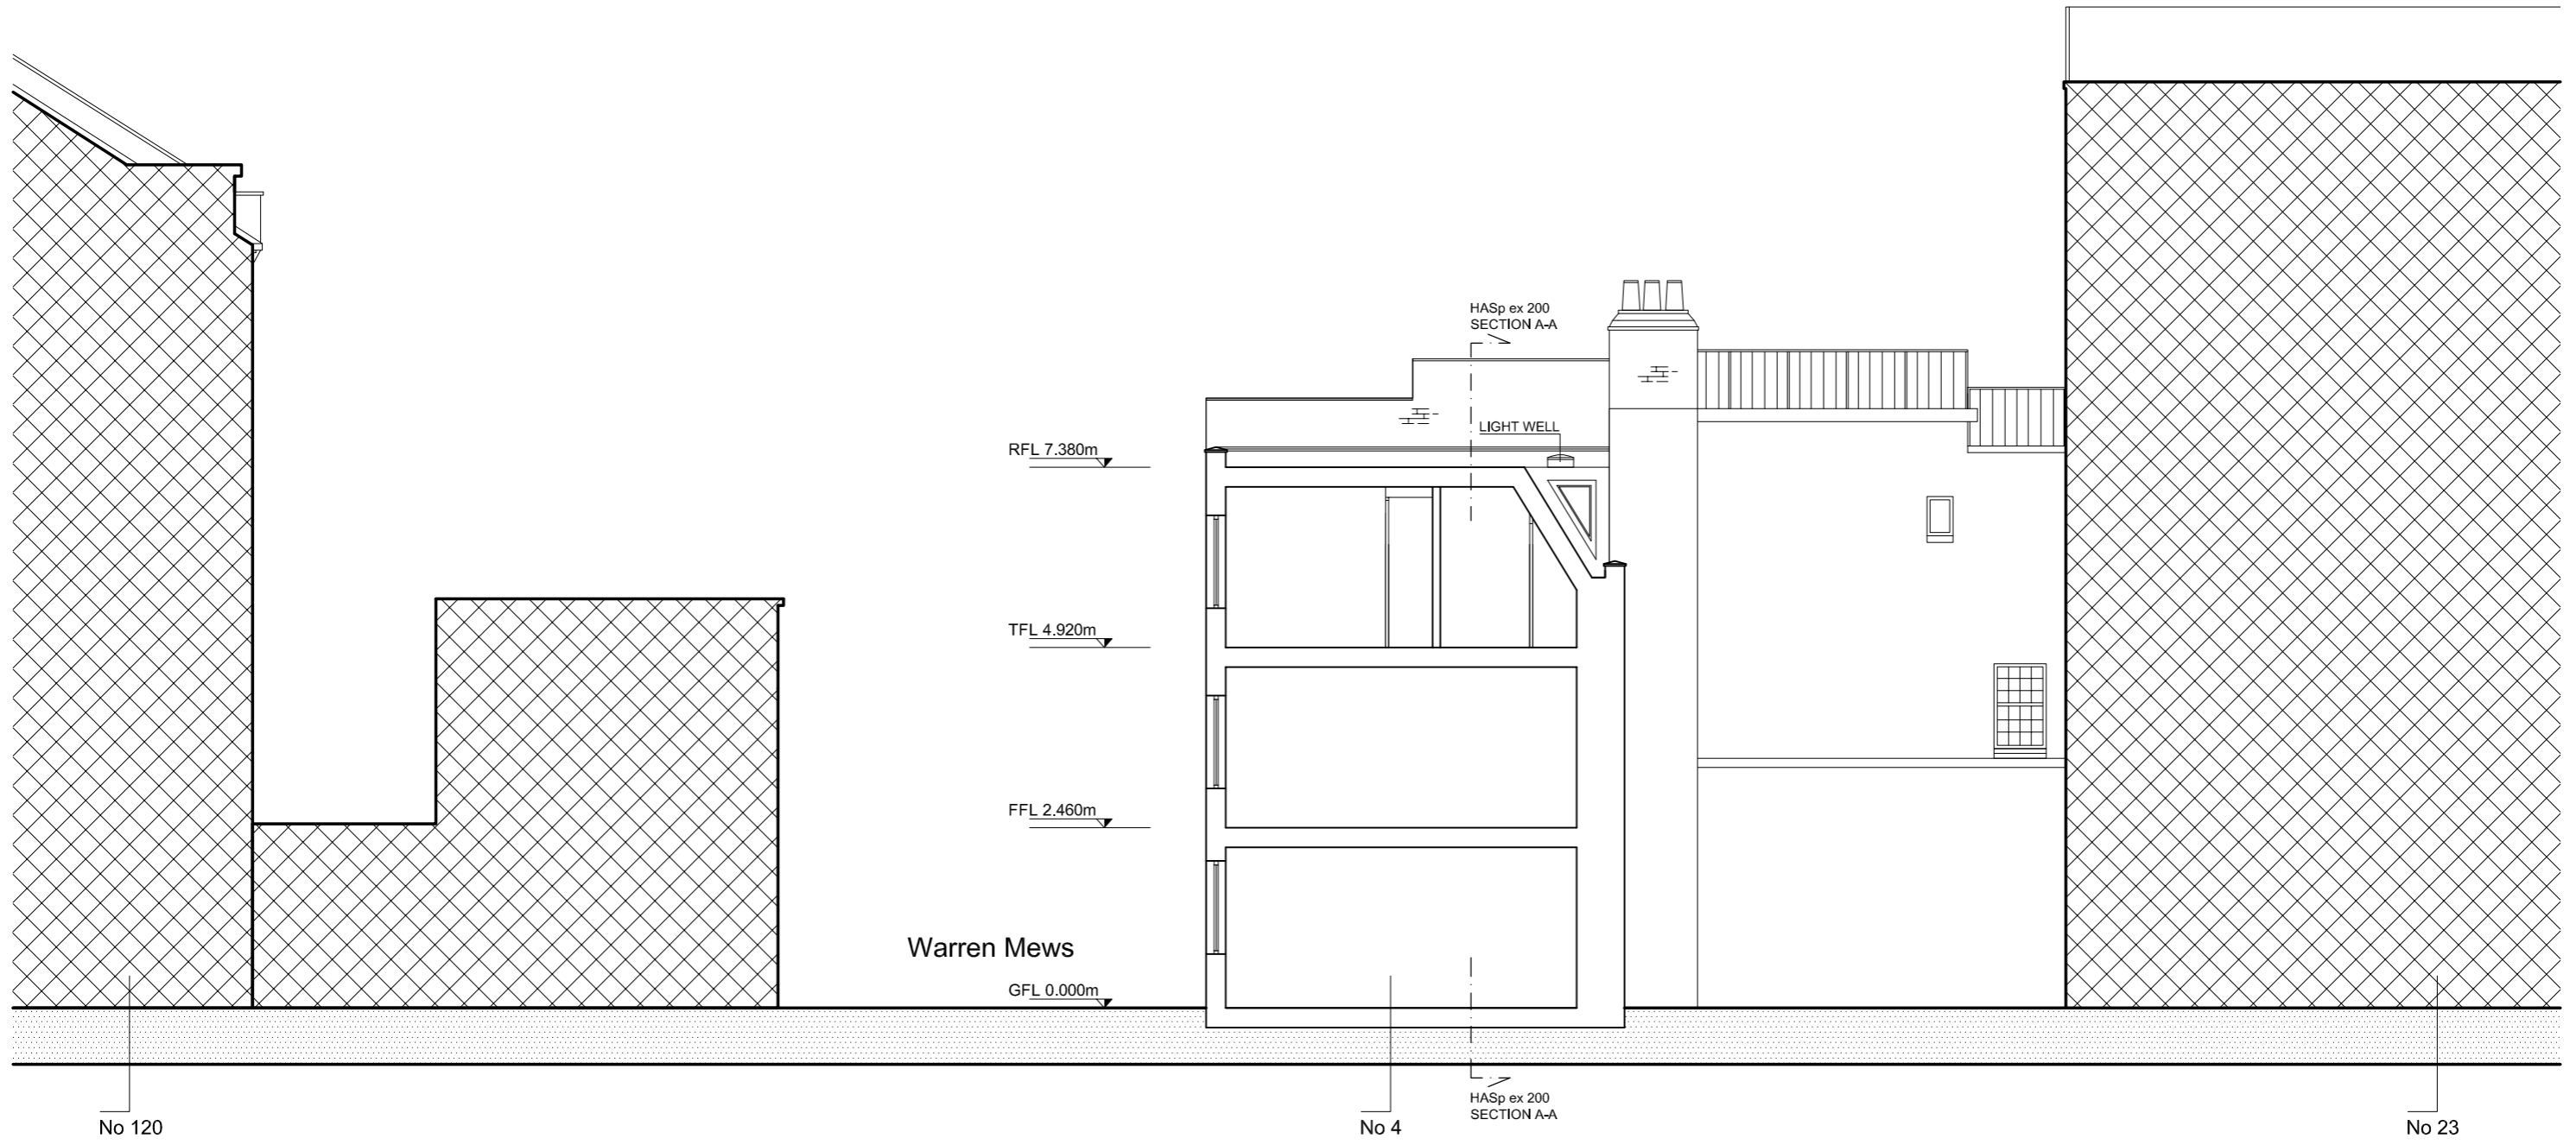 HASp ex 200
SECTION A-A
LIGHT WELL
RFL 7.380m
TFL 4.920m
FFL 2.460m
Warren Mews
GFL 0.000m
HASp ex 200
SECTION A-A
No 120
No 4
No 23